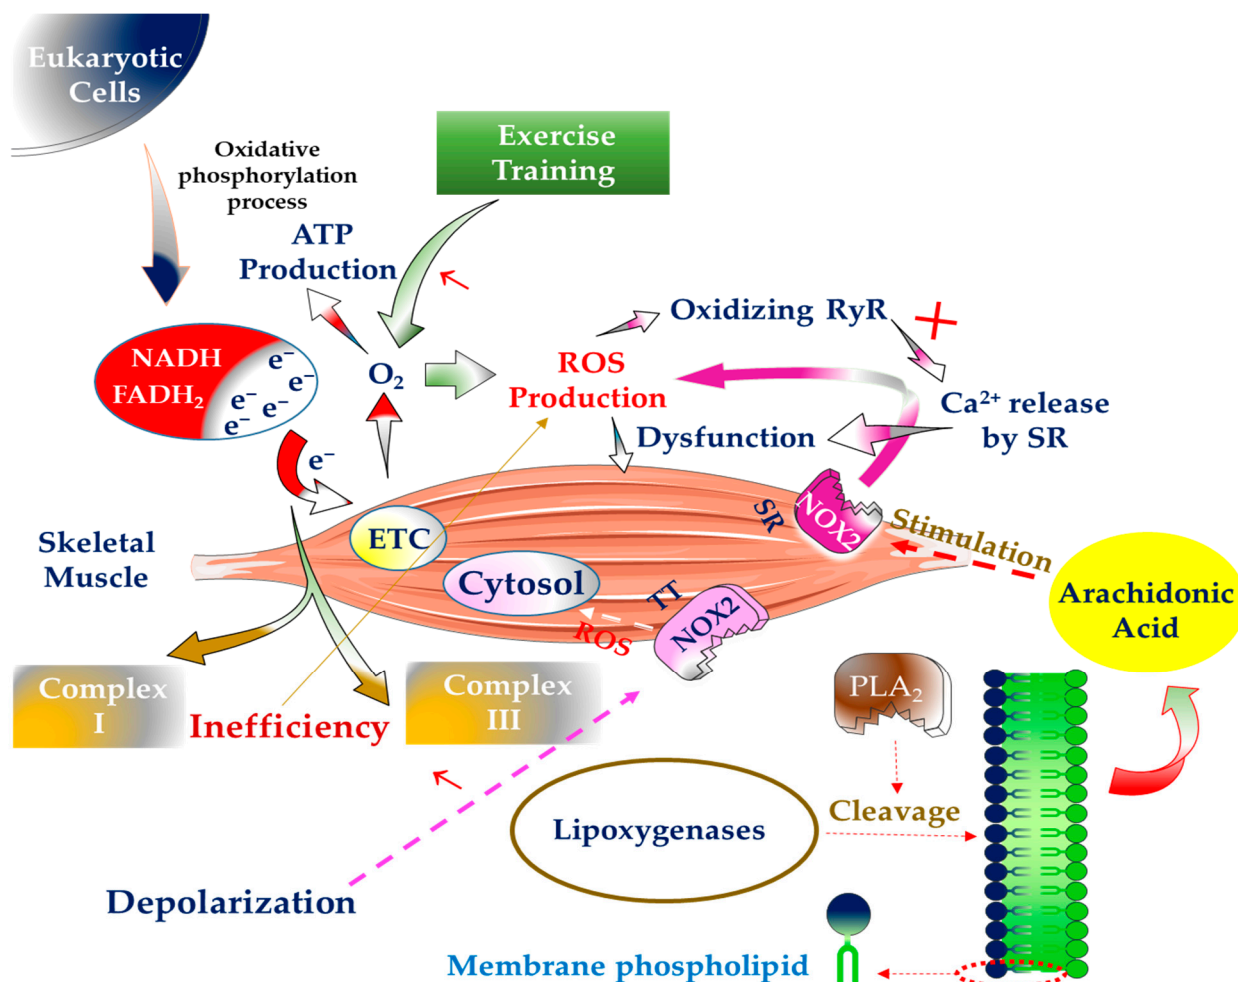 Eukaryotic
Cells
Oxidative
phosphorylation
process
Exercise
Training
ATP
Production
Oxidizing RyR
NADH
FADH₂
e⁻
e⁻
e⁻
e⁻
e⁻
O₂
ROS
Production
Ca²⁺ release
by SR
Dysfunction
e⁻
SR
NOX2
Stimulation
ETC
Skeletal
Muscle
Cytosol
TT
NOX2
ROS
Arachidonic
Acid
Complex
I
Inefficiency
Complex
III
PLA₂
Cleavage
Lipoxygenases
Depolarization
Membrane phospholipid